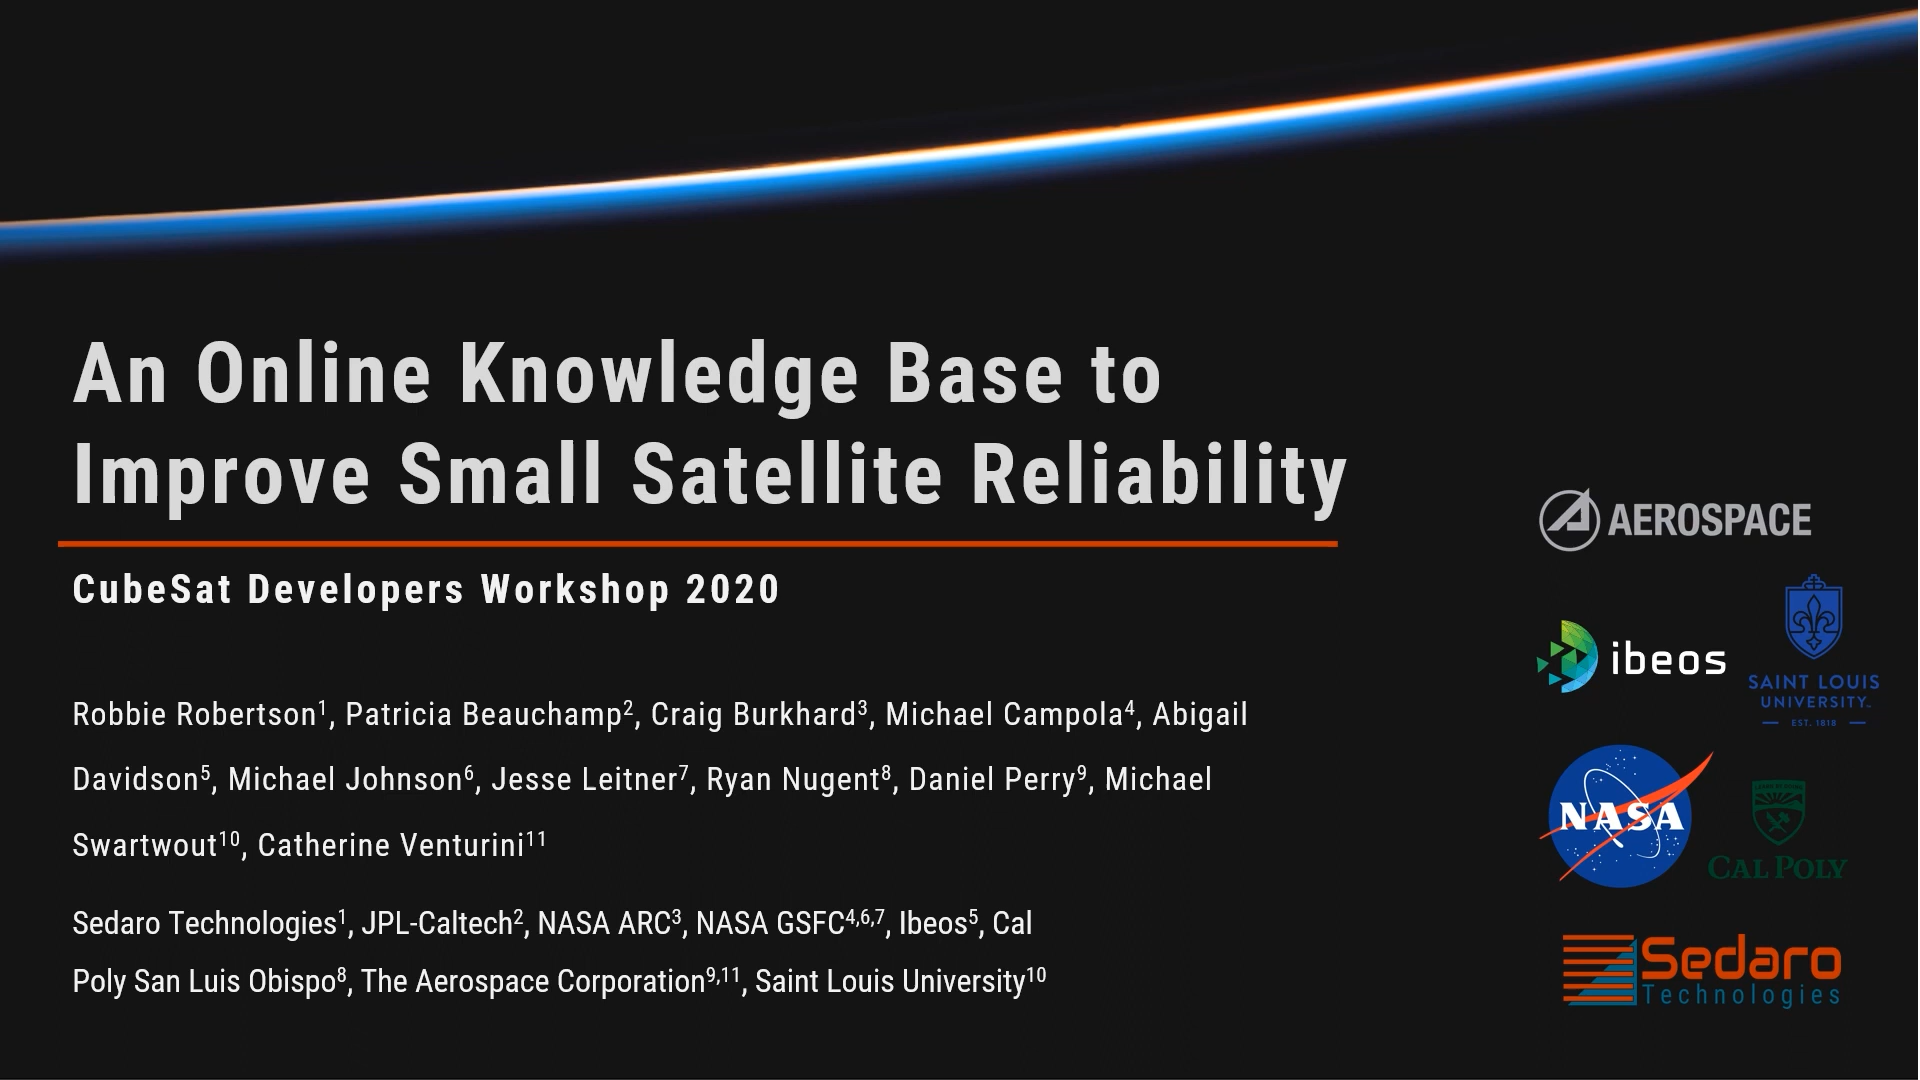 An Online Knowledge Base to
Improve Small Satellite Reliability
CubeSat Developers Workshop 2020
Robbie Robertson¹, Patricia Beauchamp², Craig Burkhard³, Michael Campola⁴, Abigail
Davidson⁵, Michael Johnson⁶, Jesse Leitner⁷, Ryan Nugent⁸, Daniel Perry⁹, Michael
Swartwout¹⁰, Catherine Venturini¹¹
Sedaro Technologies¹, JPL-Caltech², NASA ARC³, NASA GSFC⁴,⁶,⁷, Ibeos⁵, Cal
Poly San Luis Obispo⁸, The Aerospace Corporation⁹,¹¹, Saint Louis University¹⁰
AEROSPACE
ibeos
SAINT LOUIS
UNIVERSITY™
— EST. 1818 —
NASA
CAL POLY
Sedaro
Technologies